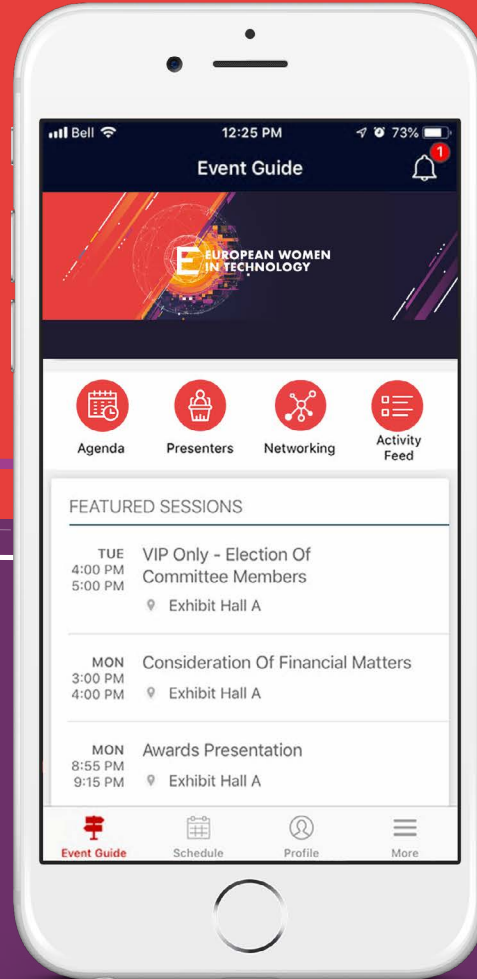 Bell 12:25 PM 73%
Event Guide 1
E EUROPEAN WOMEN
IN TECHNOLOGY
Agenda Presenters Networking Activity
Feed
FEATURED SESSIONS
TUE VIP Only - Election Of
4:00 PM Committee Members
5:00 PM
Exhibit Hall A
MON Consideration Of Financial Matters
3:00 PM
4:00 PM Exhibit Hall A
MON Awards Presentation
8:55 PM
9:15 PM Exhibit Hall A
Event Guide Schedule Profile More